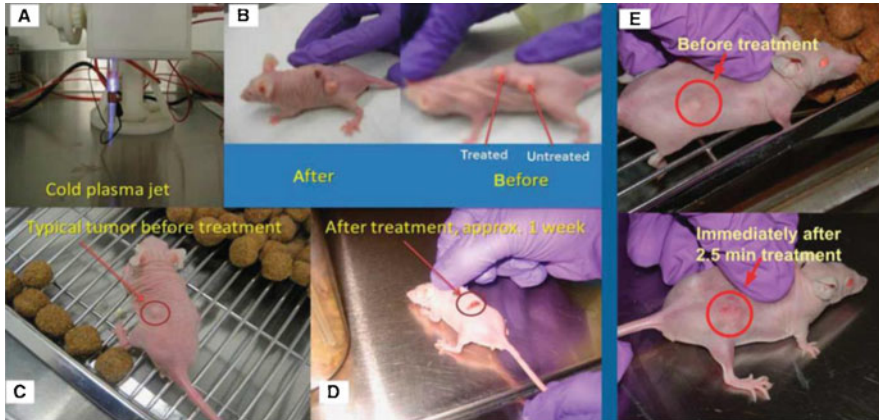 A
Cold plasma jet
B
Treated
Untreated
After
Before
Typical tumor before treatment
C
After treatment, approx. 1 week
D
E
Before treatment
Immediately after
2.5 min treatment